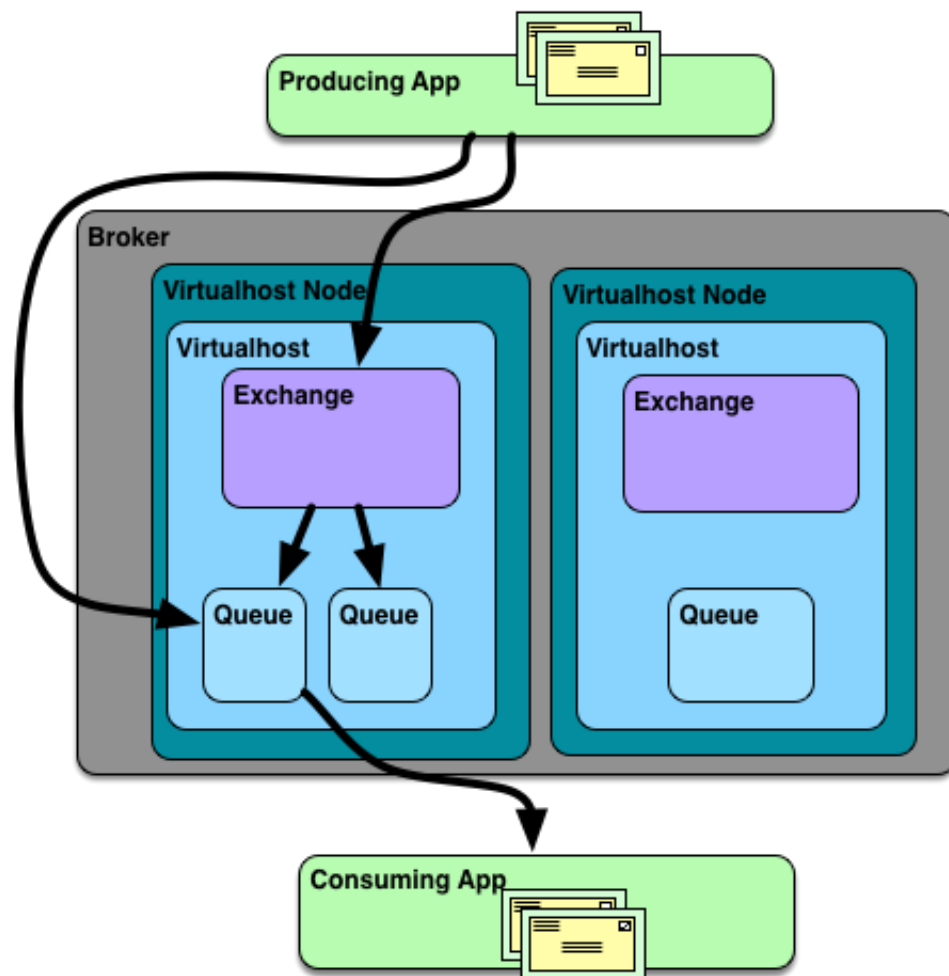 Producing App
Broker
Virtualhost Node
Virtualhost Node
Virtualhost
Virtualhost
Exchange
Exchange
Queue
Queue
Queue
Consuming App